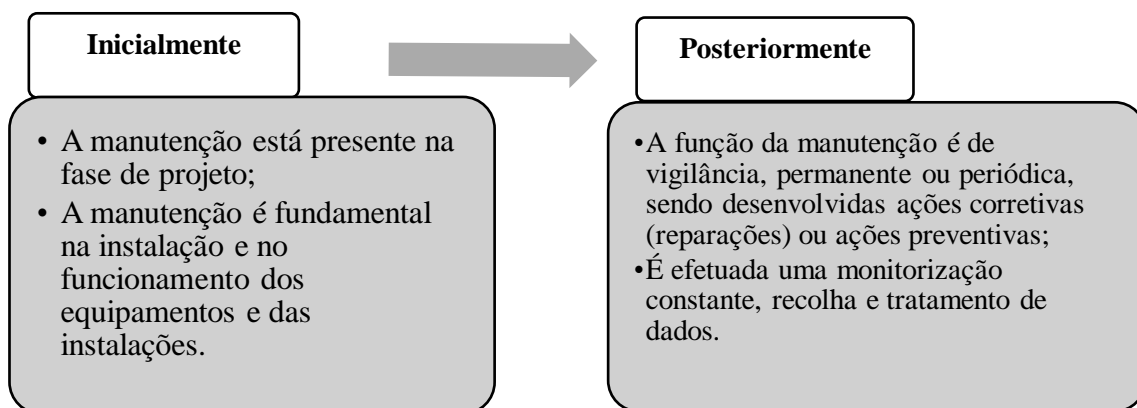 Inicialmente
• A manutenção está presente na
fase de projeto;
• A manutenção é fundamental
na instalação e no
funcionamento dos
equipamentos e das
instalações.
Posteriormente
•A função da manutenção é de
vigilância, permanente ou periódica,
sendo desenvolvidas ações corretivas
(reparações) ou ações preventivas;
•É efetuada uma monitorização
constante, recolha e tratamento de
dados.